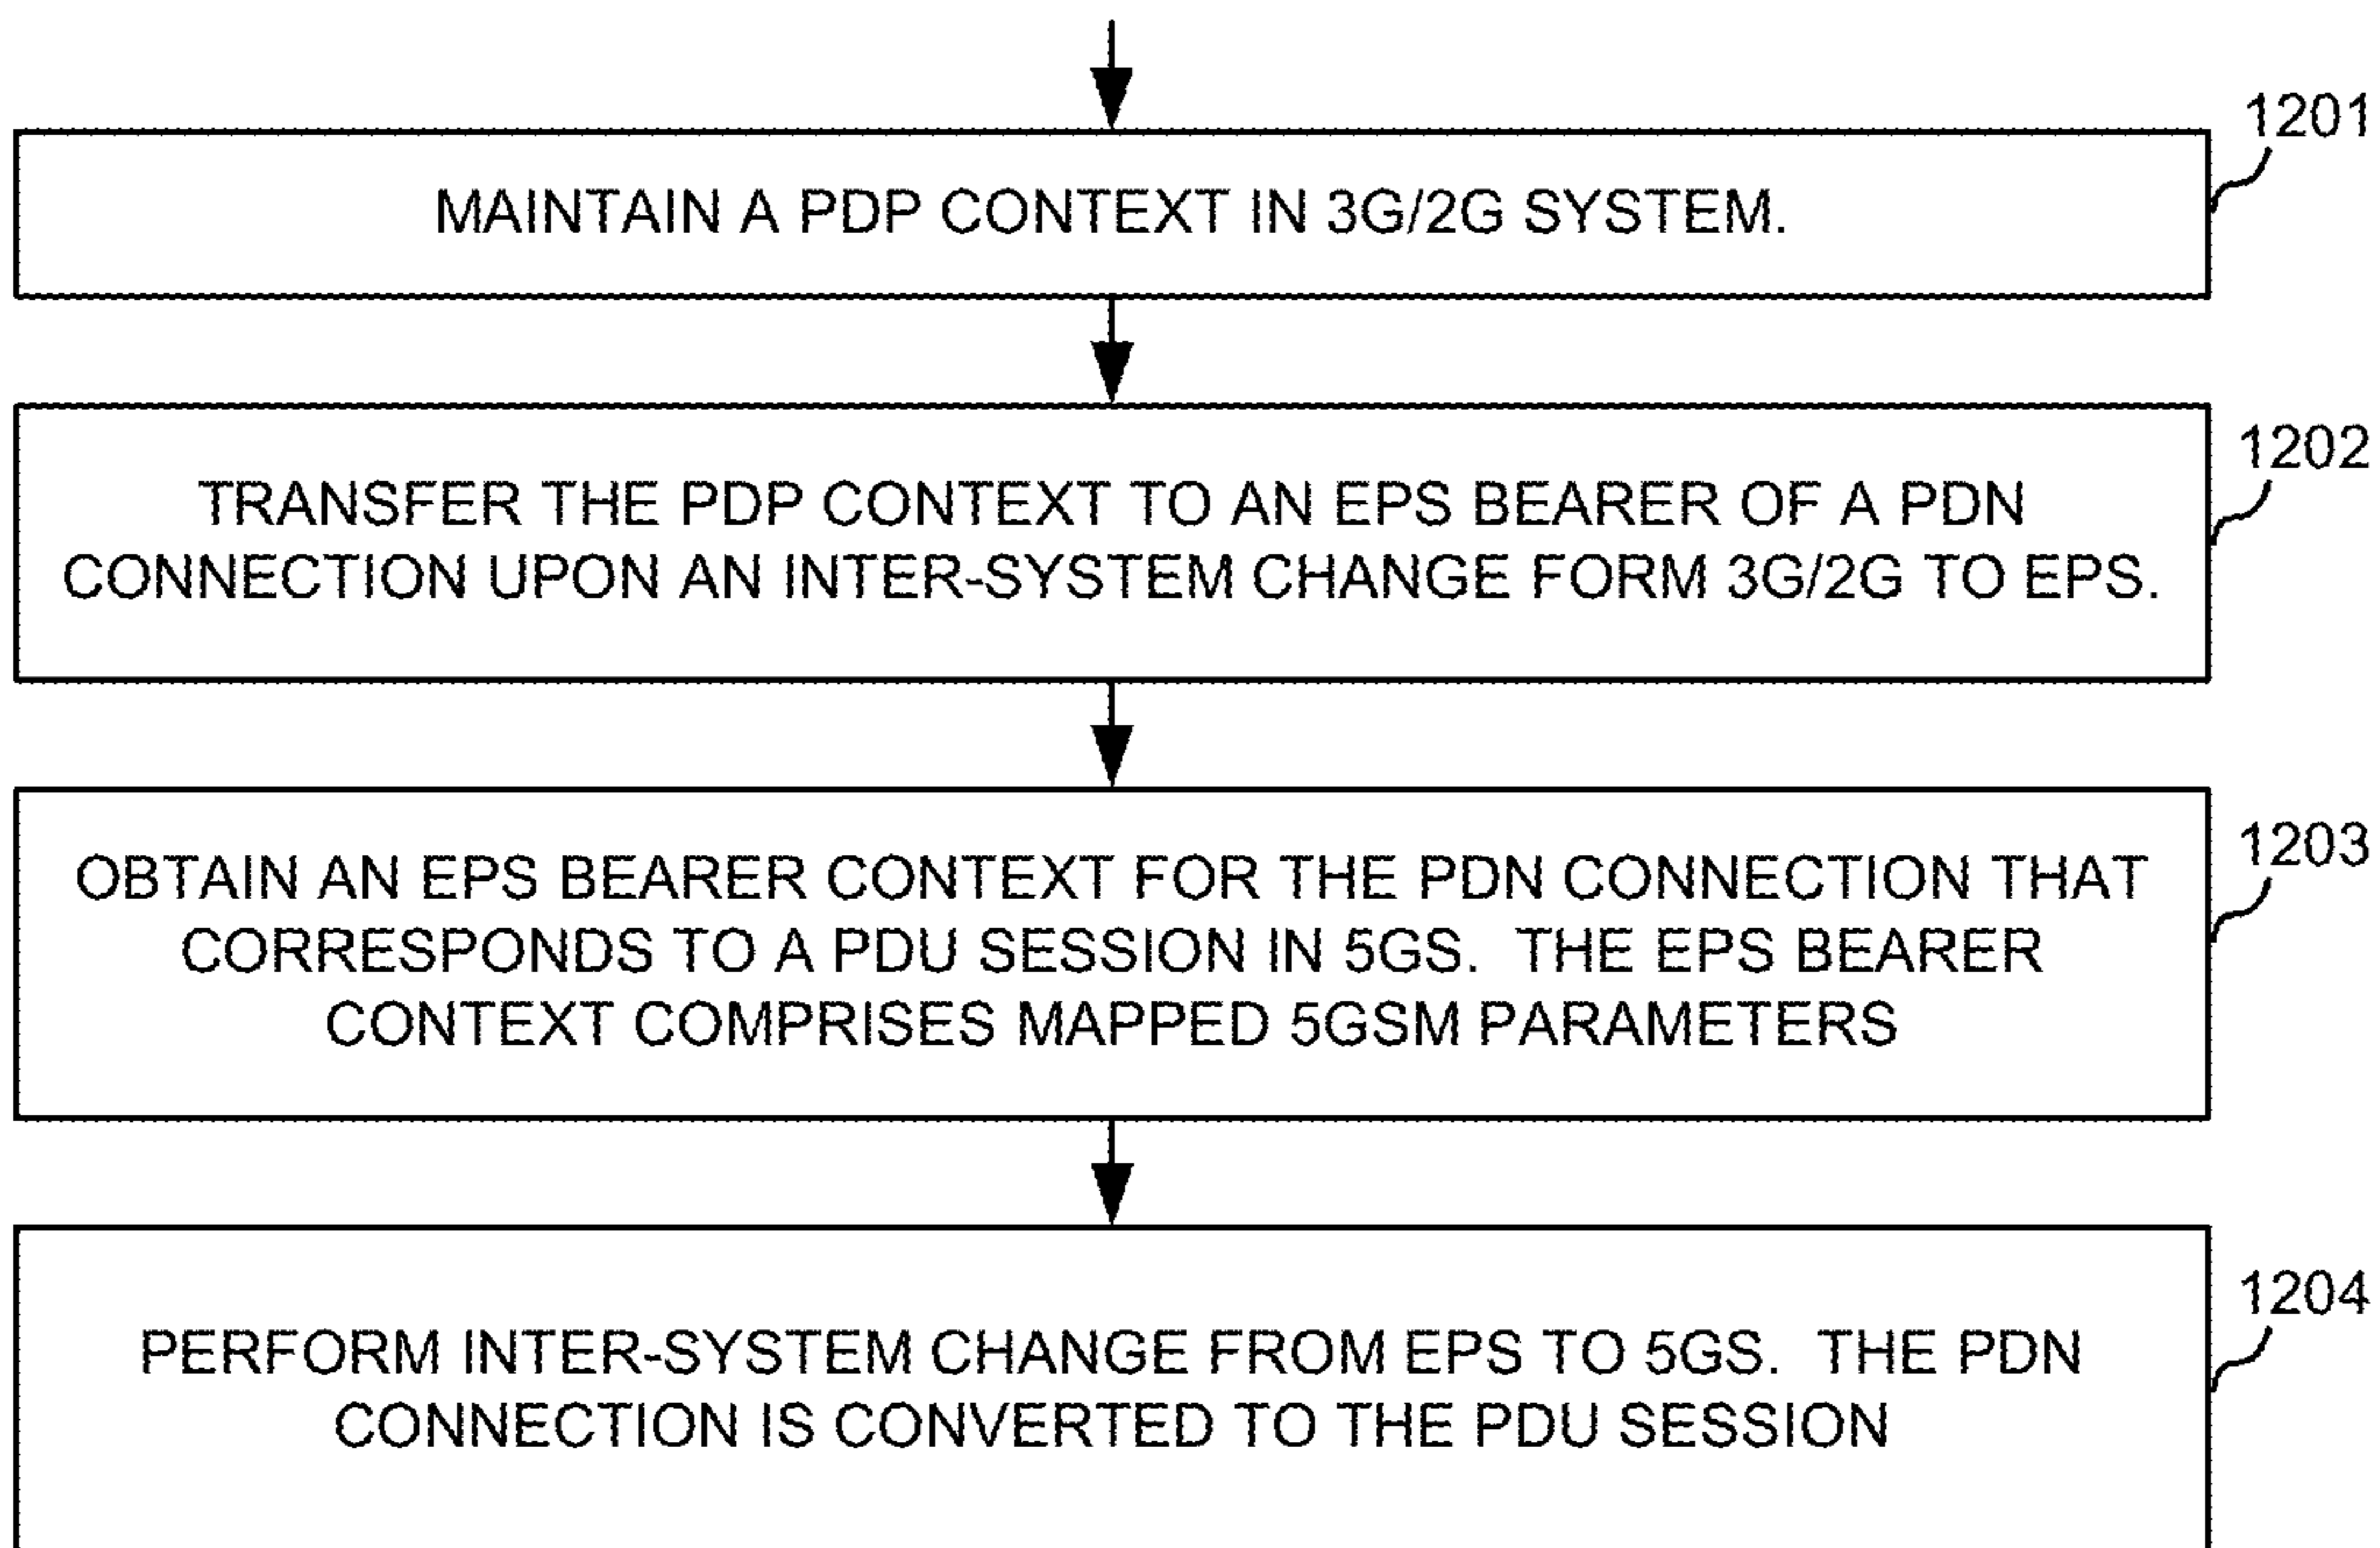 1201
MAINTAIN A PDP CONTEXT IN 3G/2G SYSTEM.
1202
TRANSFER THE PDP CONTEXT TO AN EPS BEARER OF A PDN
CONNECTION UPON AN INTER-SYSTEM CHANGE FORM 3G/2G TO EPS.
1203
OBTAIN AN EPS BEARER CONTEXT FOR THE PDN CONNECTION THAT
CORRESPONDS TO A PDU SESSION IN 5GS. THE EPS BEARER
CONTEXT COMPRISES MAPPED 5GSM PARAMETERS
1204
PERFORM INTER-SYSTEM CHANGE FROM EPS TO 5GS. THE PDN
CONNECTION IS CONVERTED TO THE PDU SESSION